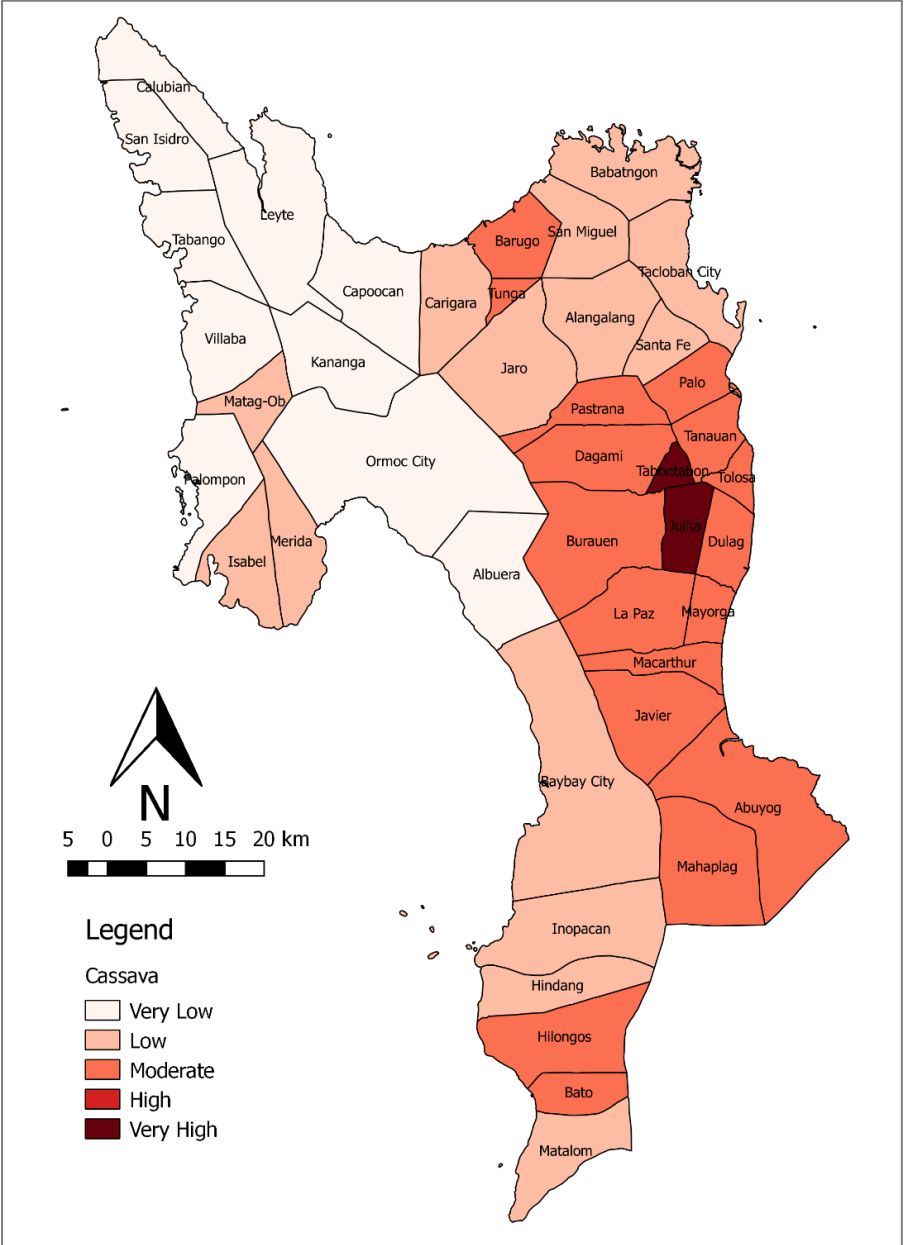 Calubian
San Isidro
Leyte
Tabango
Babatngon
Barugo
San Miguel
Tacloban City
Capoocan
Carigara
Tunga
Alangalang
Villaba
Santa Fe
Kananga
Jaro
Palo
Matag-Ob
Pastrana
Tanauan
Ormoc City
Dagami
Tabontabon
Tolosa
Palompon
Julita
Merida
Burauen
Dulag
Isabel
Albuera
La Paz
Mayorga
Macarthur
Javier
Baybay City
Abuyog
Mahaplag
Inopacan
Hindang
Hilongos
Bato
Matalom
N
5 0 5 10 15 20 km
Legend
Cassava
Very Low
Low
Moderate
High
Very High